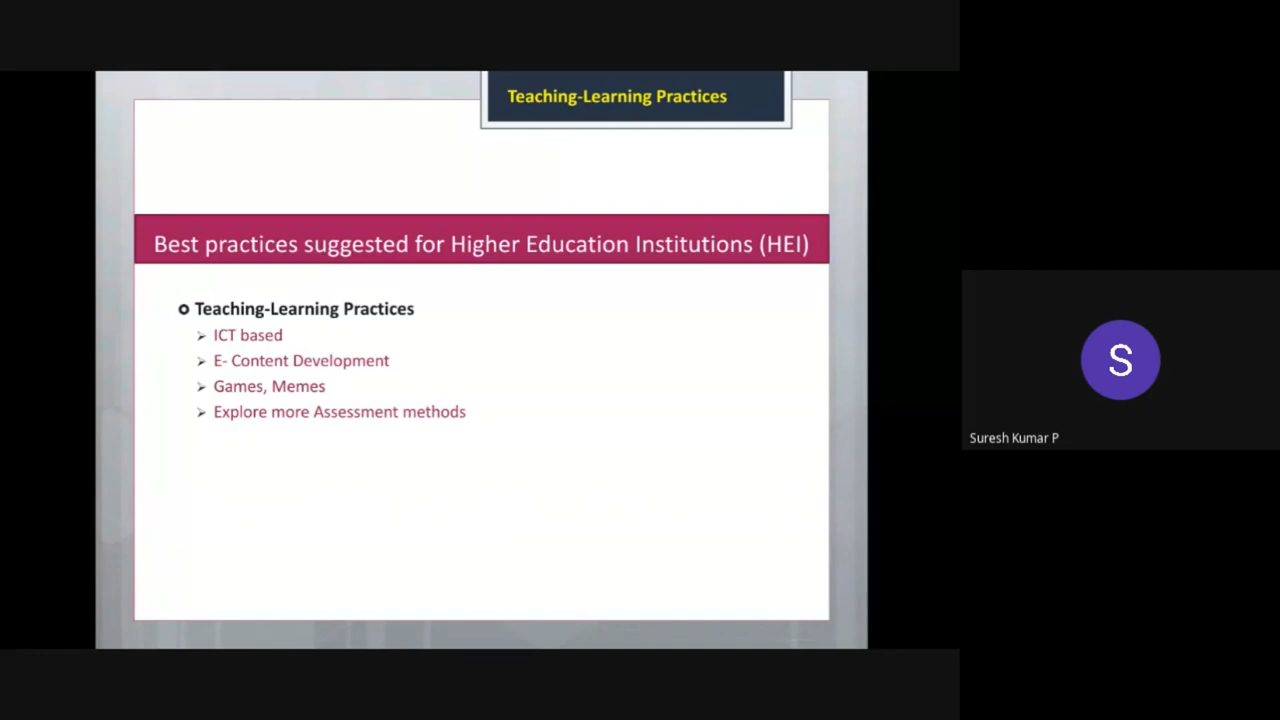 Teaching-Learning Practices
Best practices suggested for Higher Education Institutions (HEI)
Teaching-Learning Practices
ICT based
E- Content Development
Games, Memes
Explore more Assessment methods
S
Suresh Kumar P